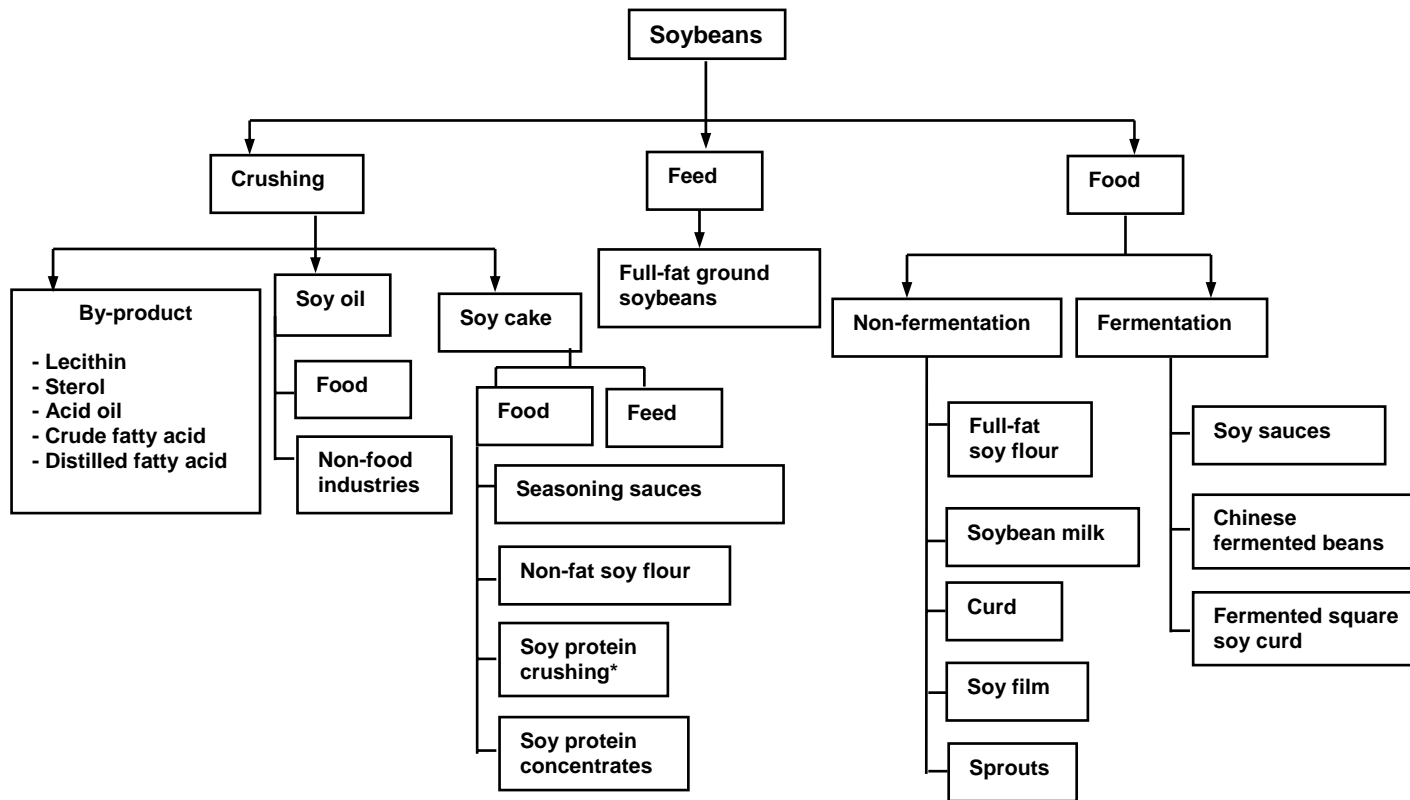 Soybeans
Crushing
Feed
Food
By-product
- Lecithin
- Sterol
- Acid oil
- Crude fatty acid
- Distilled fatty acid
Soy oil
Food
Non-food
industries
Soy cake
Food
Feed
Seasoning sauces
Non-fat soy flour
Soy protein
crushing*
Soy protein
concentrates
Full-fat ground
soybeans
Non-fermentation
Full-fat
soy flour
Soybean milk
Curd
Soy film
Sprouts
Fermentation
Soy sauces
Chinese
fermented beans
Fermented square
soy curd